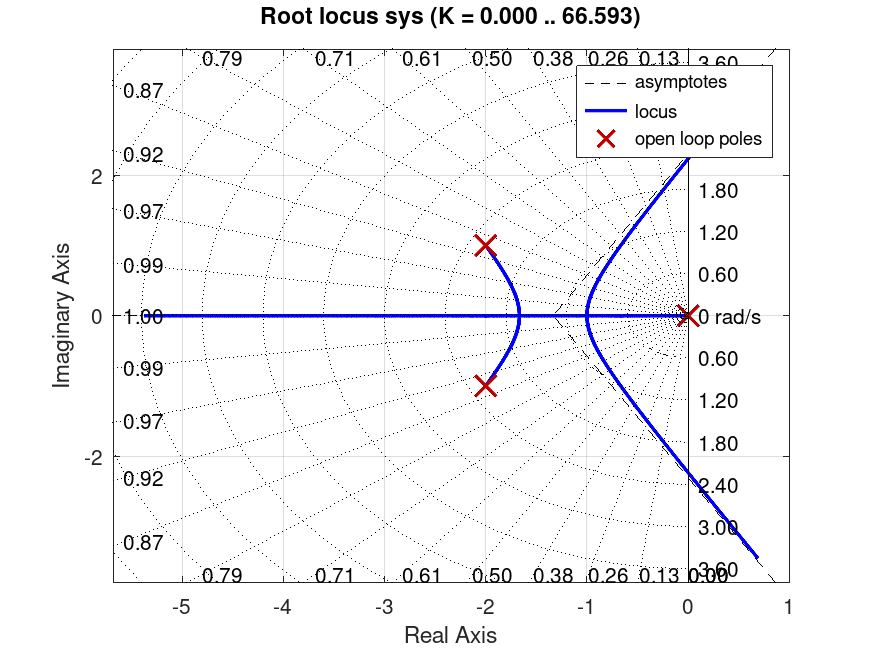 Root locus sys (K = 0.000 .. 66.593)
0.79 0.71 0.61 0.50 0.38 0.26 0.13 3.60
asymptotes
locus
open loop poles
0.87
0.92
0.97
0.99
1.00
0.99
0.97
0.92
0.87
2
0
-2
Imaginary Axis
1.80
1.20
0.60
0 rad/s
0.60
1.20
1.80
2.40
3.00
3.60
0.79 0.71 0.61 0.50 0.38 0.26 0.13 0.00
-5 -4 -3 -2 -1 0 1
Real Axis